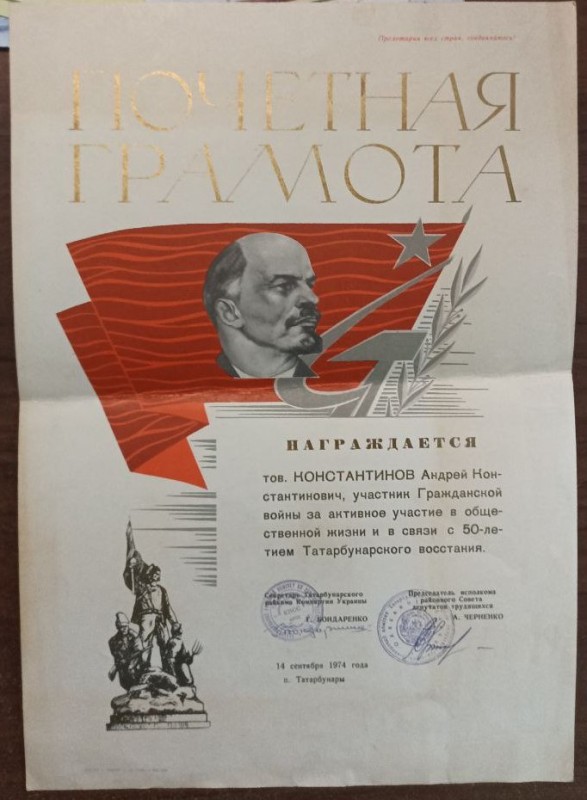 Пролетарии всех стран, соединяйтесь!
ПОЧЕТНАЯ
ГРАМОТА
НАГРАЖДАЕТСЯ
тов. КОНСТАНТИНОВ Андрей Кон-
стантинович, участник Гражданской
войны за активное участие в обще-
ственной жизни и в связи с 50-ле-
тием Татарбунарского восстания.
Секретарь Татарбунарского
райкома Компартии Украины
Г. БОНДАРЕНКО
Председатель исполкома
районного Совета
депутатов трудящихся
А. ЧЕРНЕНКО
14 сентября 1974 года
п. Татарбунары